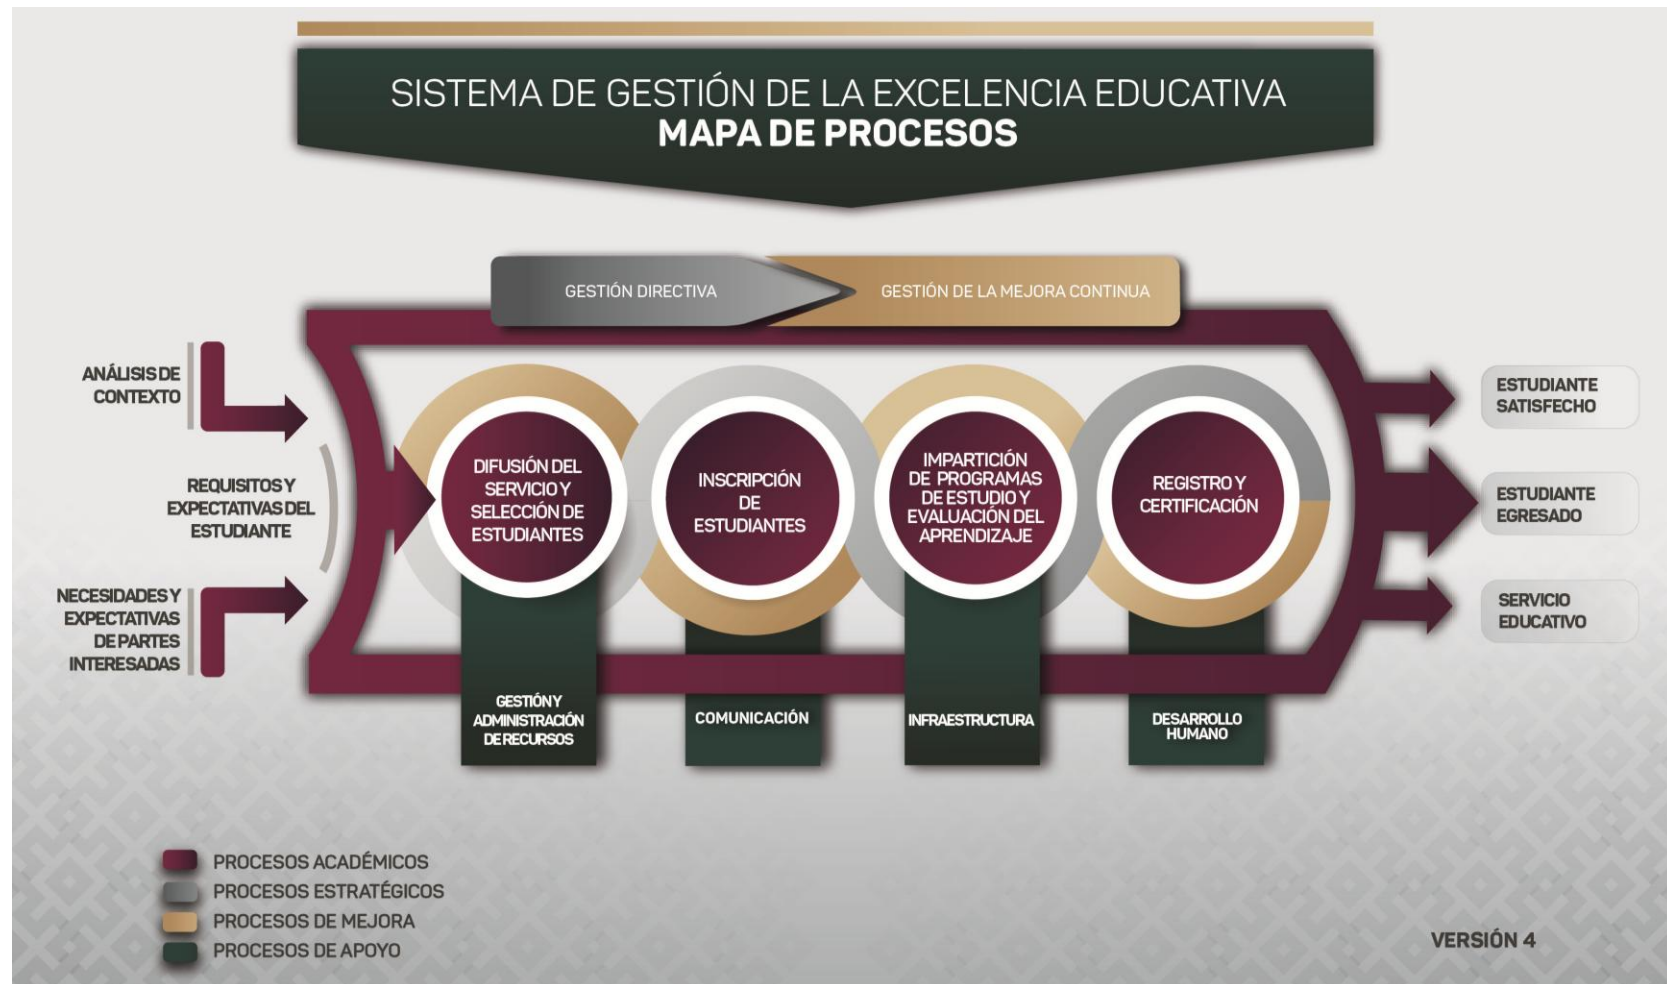 SISTEMA DE GESTIÓN DE LA EXCELENCIA EDUCATIVA
MAPA DE PROCESOS
GESTIÓN DIRECTIVA
GESTIÓN DE LA MEJORA CONTINUA
ANÁLISIS DE
CONTEXTO
REQUISITOS Y
EXPECTATIVAS DEL
ESTUDIANTE
NECESIDADES Y
EXPECTATIVAS
DE PARTES
INTERESADAS
DIFUSIÓN DEL
SERVICIO Y
SELECCIÓN DE
ESTUDIANTES
INSCRIPCIÓN
DE
ESTUDIANTES
IMPARTICIÓN
DE PROGRAMAS
DE ESTUDIO Y
EVALUACIÓN DEL
APRENDIZAJE
REGISTRO Y
CERTIFICACIÓN
ESTUDIANTE
SATISFECHO
ESTUDIANTE
EGRESADO
SERVICIO
EDUCATIVO
GESTIÓN Y
ADMINISTRACIÓN
DE RECURSOS
COMUNICACIÓN
INFRAESTRUCTURA
DESARROLLO
HUMANO
PROCESOS ACADÉMICOS
PROCESOS ESTRATÉGICOS
PROCESOS DE MEJORA
PROCESOS DE APOYO
VERSIÓN 4